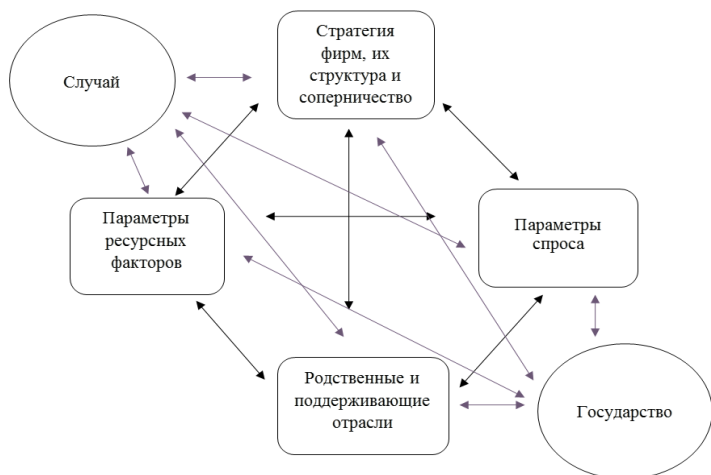 Случай
Стратегия
фирм, их
структура и
соперничество
Параметры
ресурсных
факторов
Параметры
спроса
Родственные и
поддерживающие
отрасли
Государство